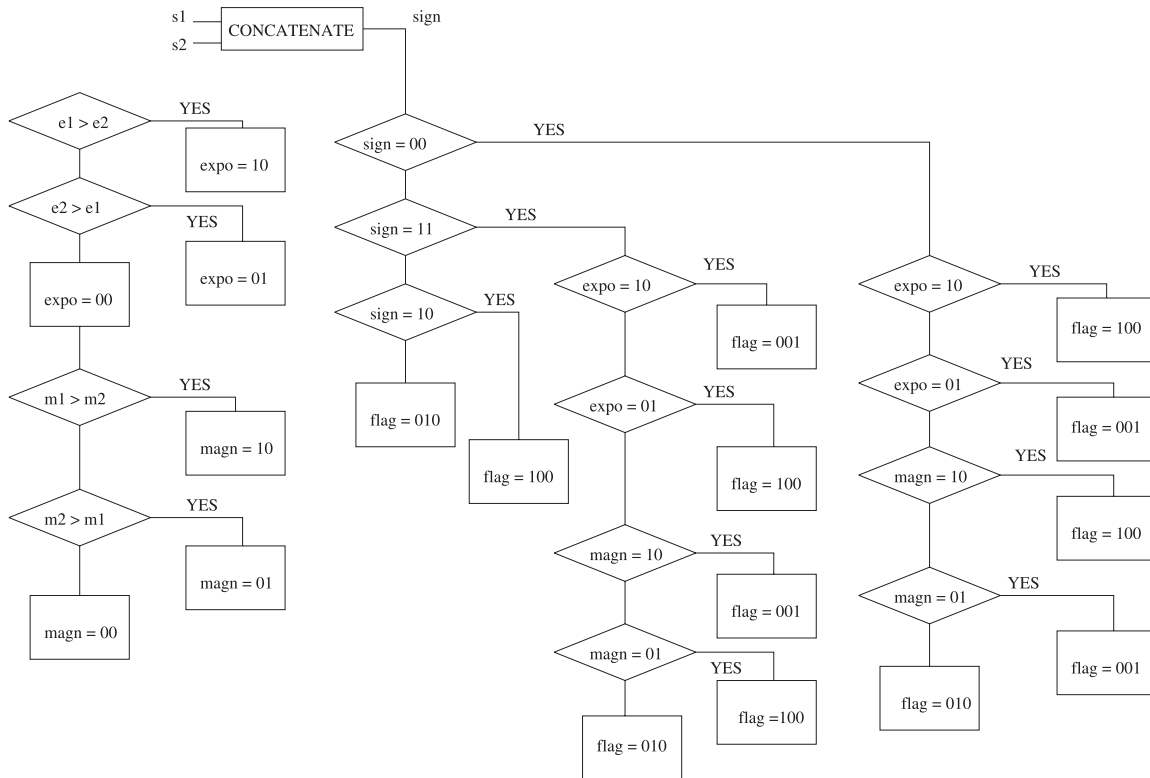 s1
s2
CONCATENATE
sign
e1 > e2
YES
expo = 10
e2 > e1
YES
expo = 01
expo = 00
m1 > m2
YES
magn = 10
m2 > m1
YES
magn = 01
magn = 00
sign = 00
YES
sign = 11
YES
sign = 10
YES
flag = 010
flag = 100
expo = 10
YES
flag = 001
expo = 01
YES
flag = 100
magn = 10
YES
flag = 001
magn = 01
YES
flag =100
flag = 010
expo = 10
YES
flag = 100
expo = 01
YES
flag = 001
magn = 10
YES
flag = 100
magn = 01
YES
flag = 001
flag = 010